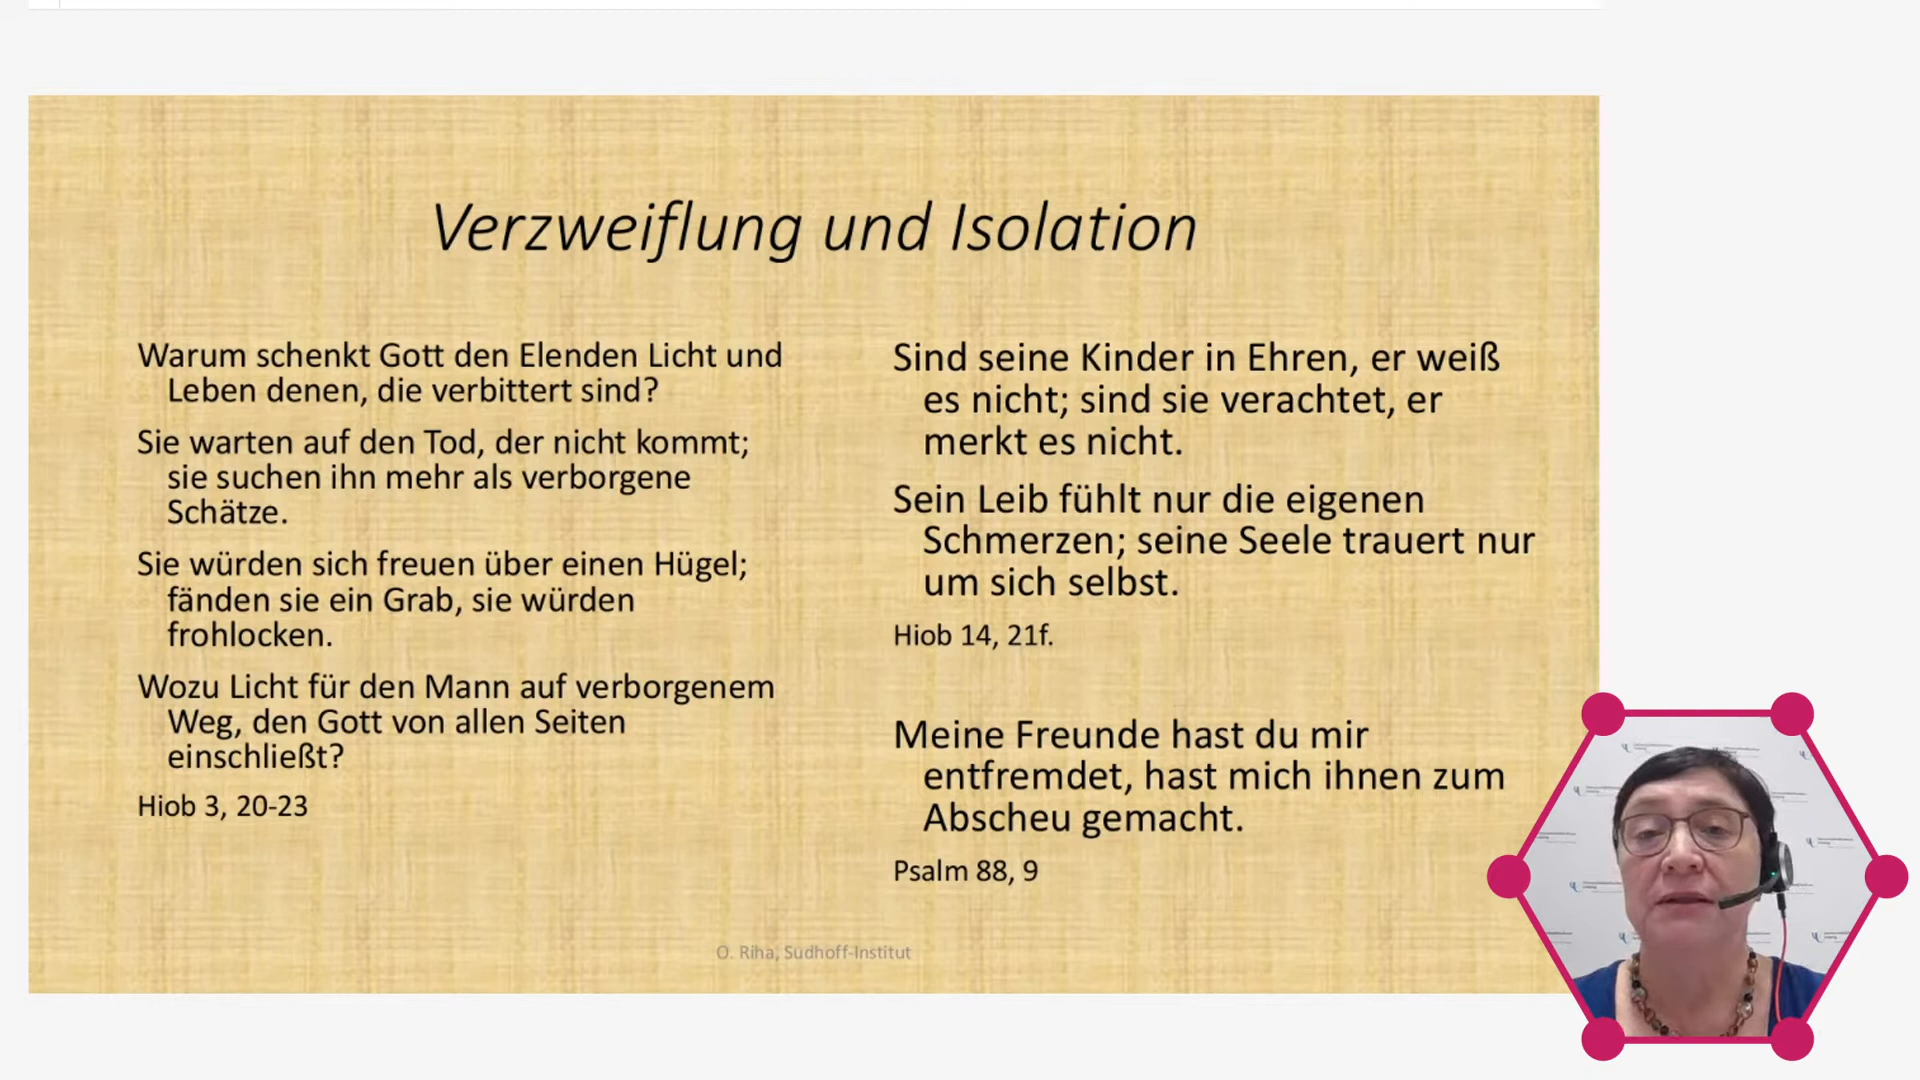 Verzweiflung und Isolation
Warum schenkt Gott den Elenden Licht und
Leben denen, die verbittert sind?
Sie warten auf den Tod, der nicht kommt;
sie suchen ihn mehr als verborgene
Schätze.
Sie würden sich freuen über einen Hügel;
fänden sie ein Grab, sie würden
frohlocken.
Wozu Licht für den Mann auf verborgenem
Weg, den Gott von allen Seiten
einschließt?
Hiob 3, 20-23
Sind seine Kinder in Ehren, er weiß
es nicht; sind sie verachtet, er
merkt es nicht.
Sein Leib fühlt nur die eigenen
Schmerzen; seine Seele trauert nur
um sich selbst.
Hiob 14, 21f.
Meine Freunde hast du mir
entfremdet, hast mich ihnen zum
Abscheu gemacht.
Psalm 88, 9
O. Riha, Sudhoff-Institut